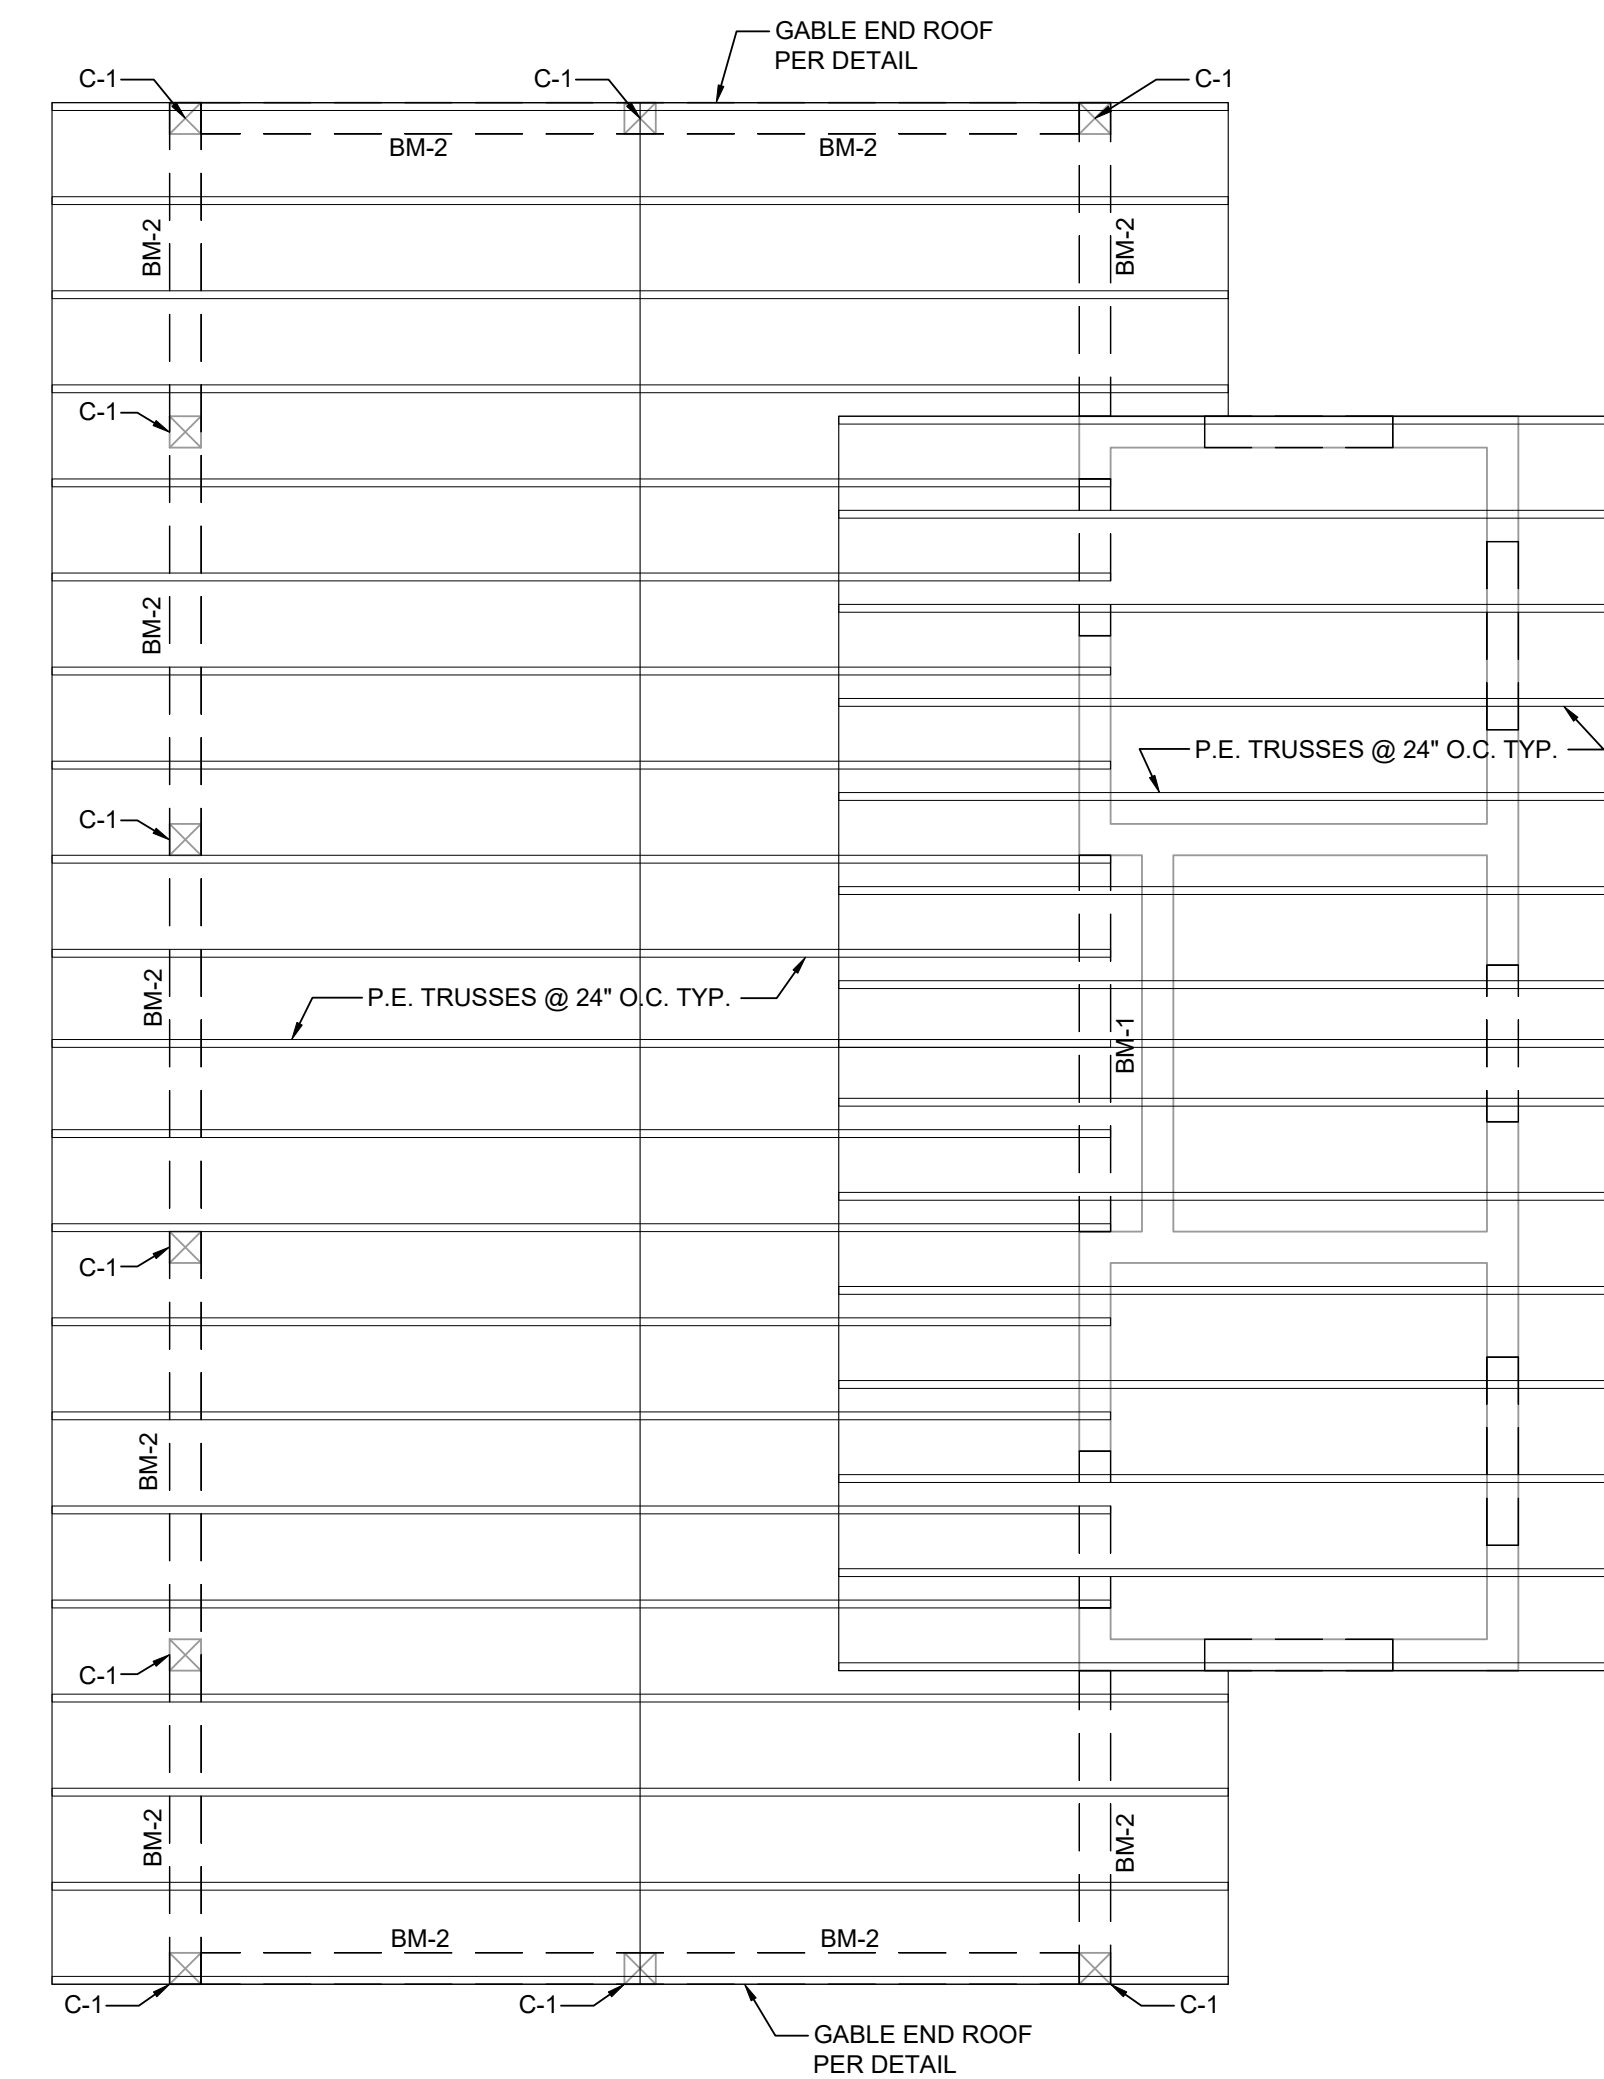 GABLE END ROOF
PER DETAIL
C-1
C-1
C-1
BM-2
BM-2
BM-2
BM-2
C-1
BM-2
P.E. TRUSSES @ 24" O.C. TYP.
C-1
BM-2
P.E. TRUSSES @ 24" O.C. TYP.
BM-1
C-1
BM-2
C-1
BM-2
BM-2
BM-2
BM-2
C-1
C-1
C-1
GABLE END ROOF
PER DETAIL